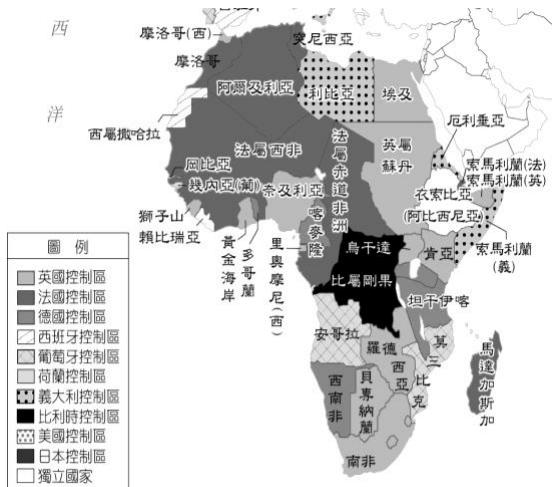 西
洋
摩洛哥(西)
摩洛哥
突尼西亞
阿爾及利亞
利比亞
埃及
西屬撒哈拉
法屬西非
法屬赤道非洲
英屬
蘇丹
厄利垂亞
索馬利蘭(法)
索馬利蘭(英)
岡比亞
幾內亞(葡)
奈及利亞
衣索比亞
(阿比西尼亞)
獅子山
賴比瑞亞
黃金海岸
多哥蘭
里奧摩尼(西)
喀麥隆
烏干達
肯亞
索馬利蘭
(義)
比屬剛果
坦干伊喀
安哥拉
羅德西亞
莫三比克
馬達加斯加
西南非
貝專納蘭
南非
圖例
英國控制區
法國控制區
德國控制區
西班牙控制區
葡萄牙控制區
荷蘭控制區
義大利控制區
比利時控制區
美國控制區
日本控制區
獨立國家